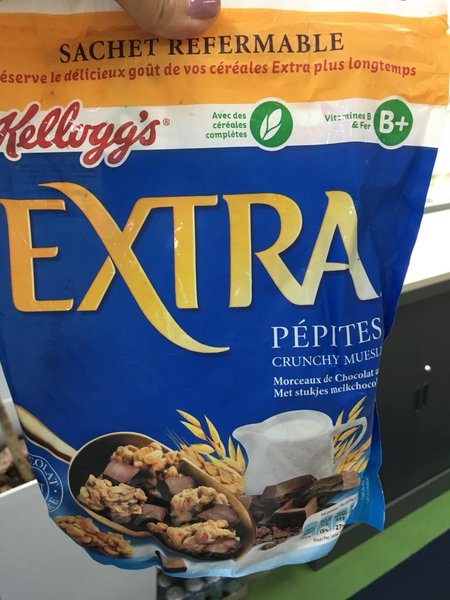 SACHET REFERMABLE
éserve le délicieux goût de vos céréales Extra plus longtemps
Kellogg's®
Avec des
céréales
complètes
Vitamines B
& Fer
B+
EXTRA
PÉPITES
CRUNCHY MUESLI
Morceaux de Chocolat a
Met stukjes melkchoco
15%